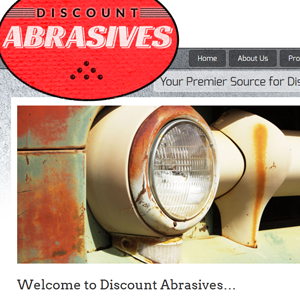 DISCOUNT
ABRASIVES
Home About Us Pro
Your Premier Source for Dis
Welcome to Discount Abrasives...